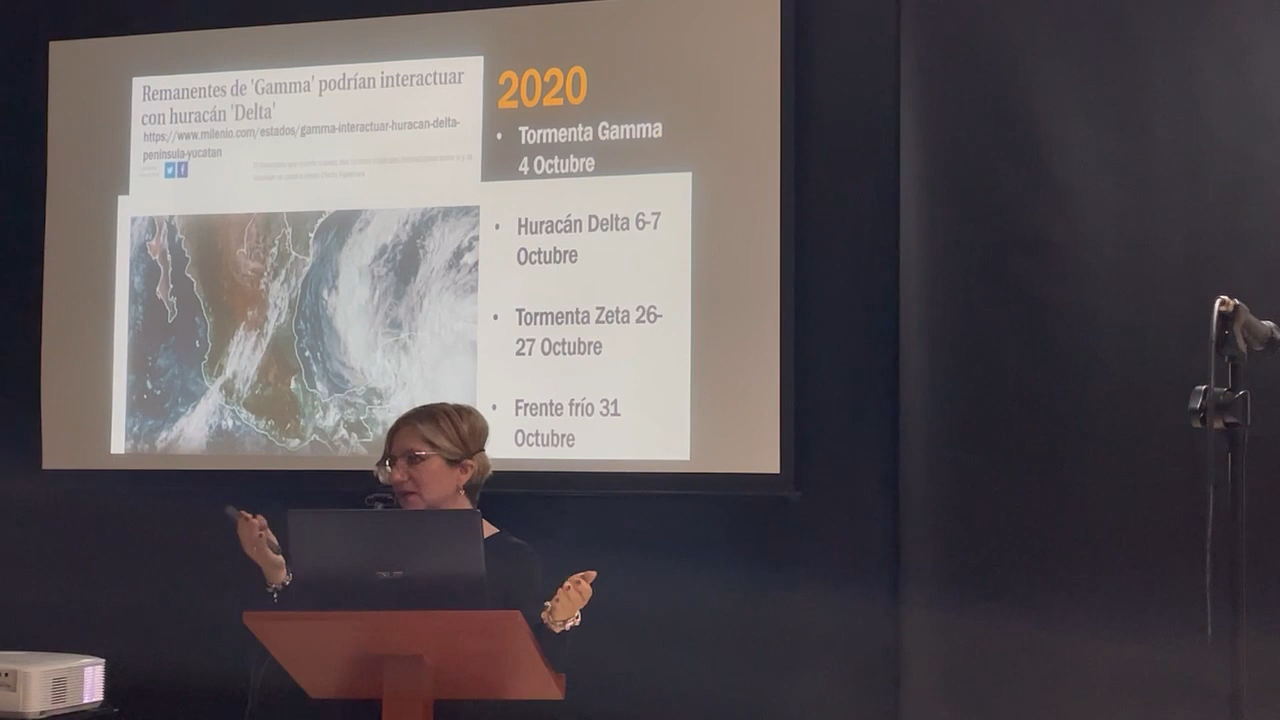 Remanentes de 'Gamma' podrían interactuar
con huracán 'Delta'
https://www.milenio.com/estados/gamma-interactuar-huracan-delta-
peninsula-yucatan
2020
• Tormenta Gamma
4 Octubre
• Huracán Delta 6-7
Octubre
• Tormenta Zeta 26-
27 Octubre
• Frente frío 31
Octubre